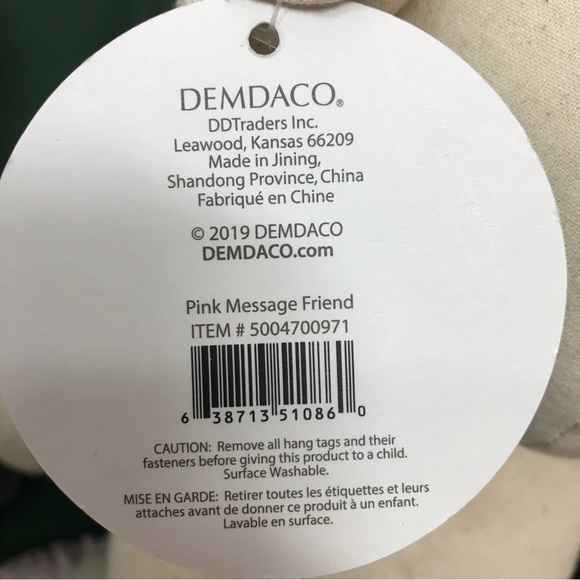 DEMDACO®
DDTraders Inc.
Leawood, Kansas 66209
Made in Jining,
Shandong Province, China
Fabriqué en Chine
© 2019 DEMDACO
DEMDACO.com
Pink Message Friend
ITEM # 5004700971
6 38713 51086 0
CAUTION: Remove all hang tags and their
fasteners before giving this product to a child.
Surface Washable.
MISE EN GARDE: Retirer toutes les étiquettes et leurs
attaches avant de donner ce produit à un enfant.
Lavable en surface.